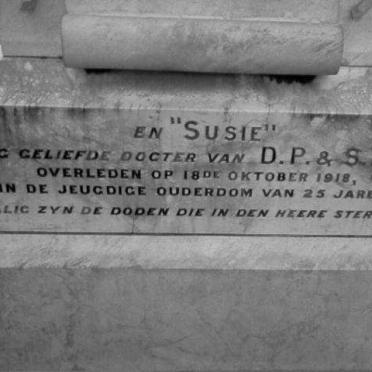 EN "SUSIE"
GELIEFDE DOCTER VAN D.P. & S.
OVERLEDEN OP 18DE OKTOBER 1918,
IN DE JEUGDIGE OUDERDOM VAN 25 JARE
ZYN DE DODEN DIE IN DEN HEERE STER